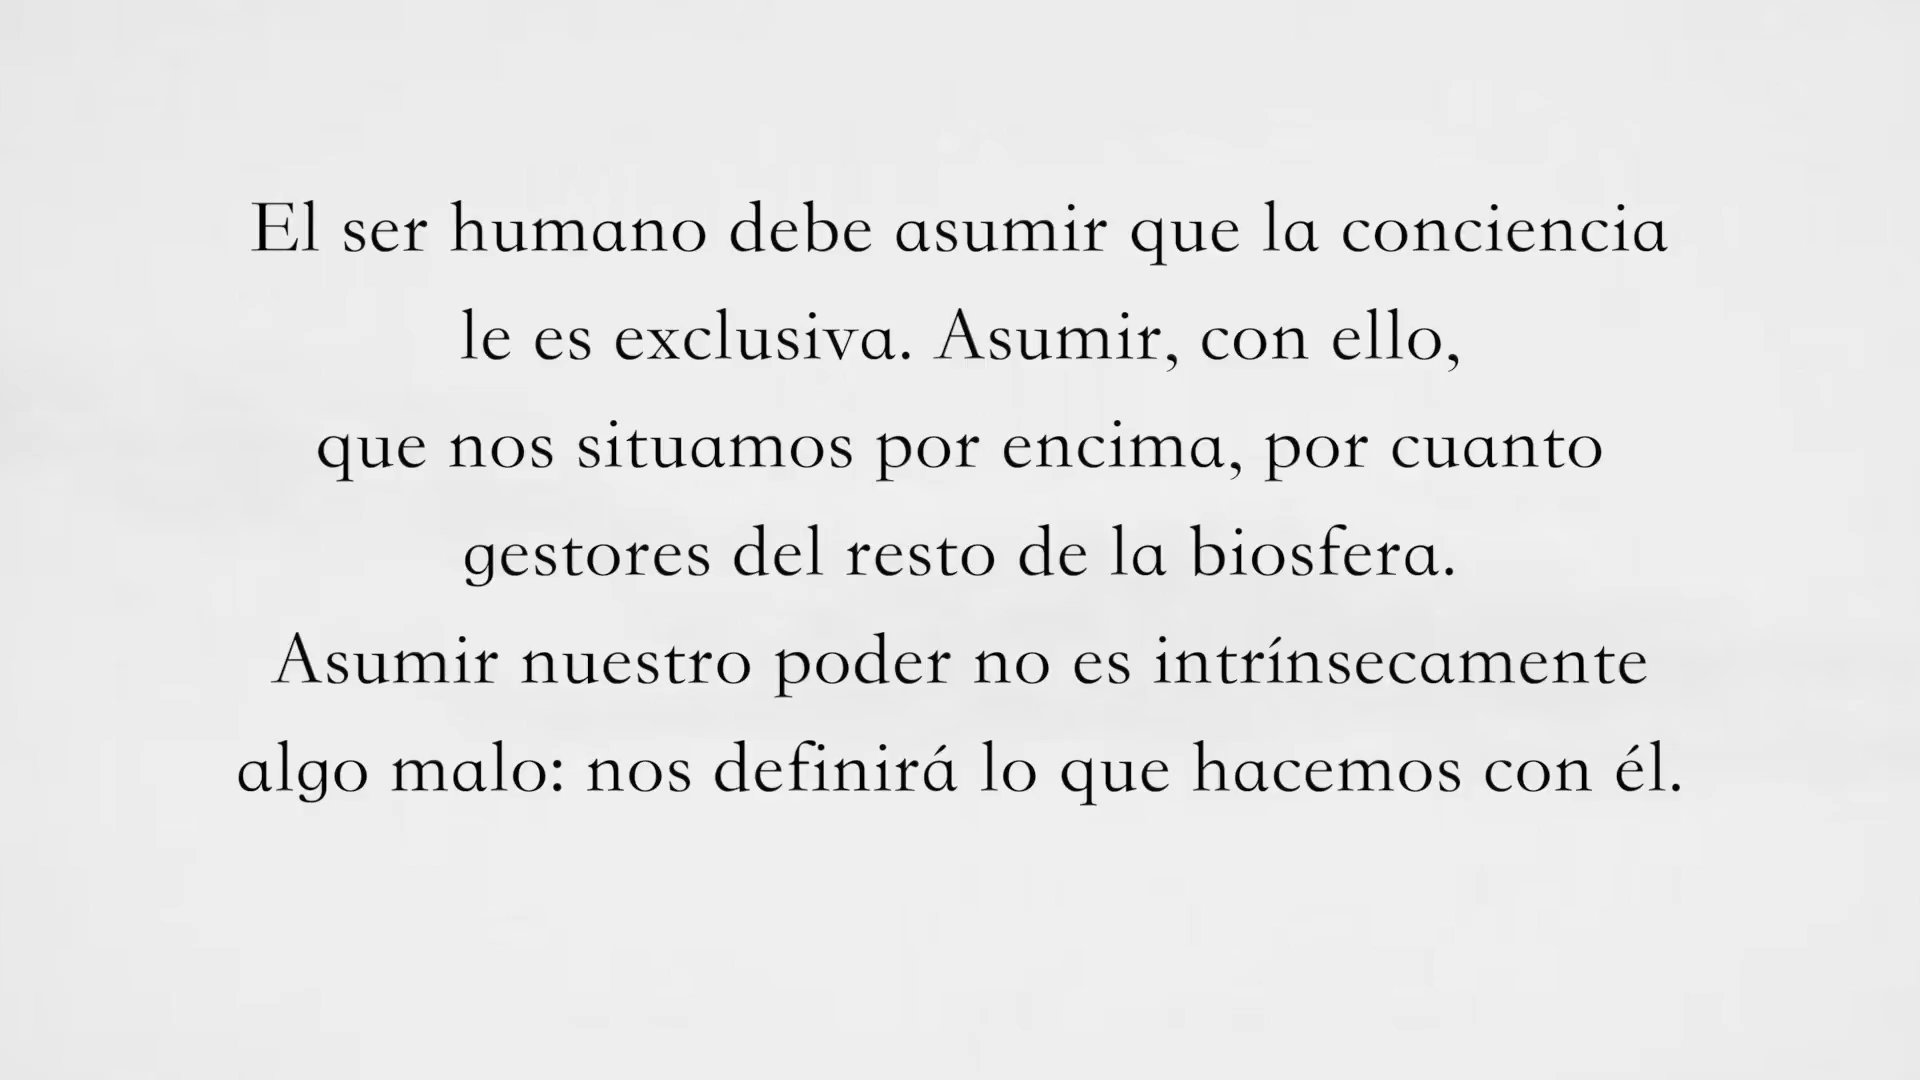 El ser humano debe asumir que la conciencia
le es exclusiva. Asumir, con ello,
que nos situamos por encima, por cuanto
gestores del resto de la biosfera.
Asumir nuestro poder no es intrínsecamente
algo malo: nos definirá lo que hacemos con él.